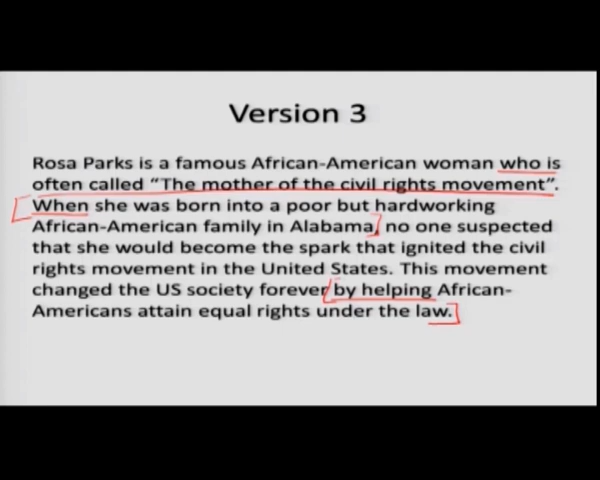 Version 3
Rosa Parks is a famous African-American woman who is
often called “The mother of the civil rights movement”.
When she was born into a poor but hardworking
African-American family in Alabama, no one suspected
that she would become the spark that ignited the civil
rights movement in the United States. This movement
changed the US society forever by helping African-
Americans attain equal rights under the law.